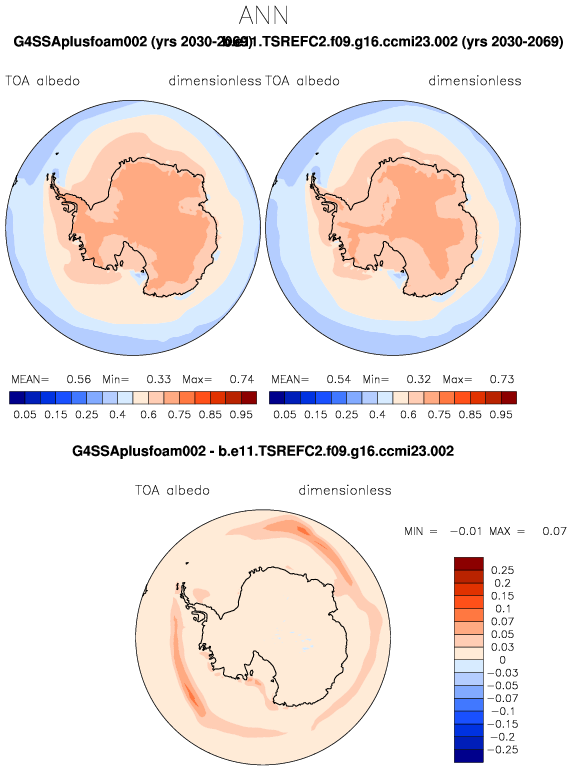 ANN
G4SSAplusfoam002 (yrs 2030-2069) b.e11.TSREFC2.f09.g16.ccmi23.002 (yrs 2030-2069)
TOA albedo dimensionless TOA albedo dimensionless
MEAN= 0.56 Min= 0.33 Max= 0.74 MEAN= 0.54 Min= 0.32 Max= 0.73
0.05 0.15 0.25 0.4 0.6 0.75 0.85 0.95 0.05 0.15 0.25 0.4 0.6 0.75 0.85 0.95
G4SSAplusfoam002 - b.e11.TSREFC2.f09.g16.ccmi23.002
TOA albedo dimensionless
MIN = -0.01 MAX = 0.07
0.25
0.2
0.15
0.1
0.07
0.05
0.03
0
-0.03
-0.05
-0.07
-0.1
-0.15
-0.2
-0.25